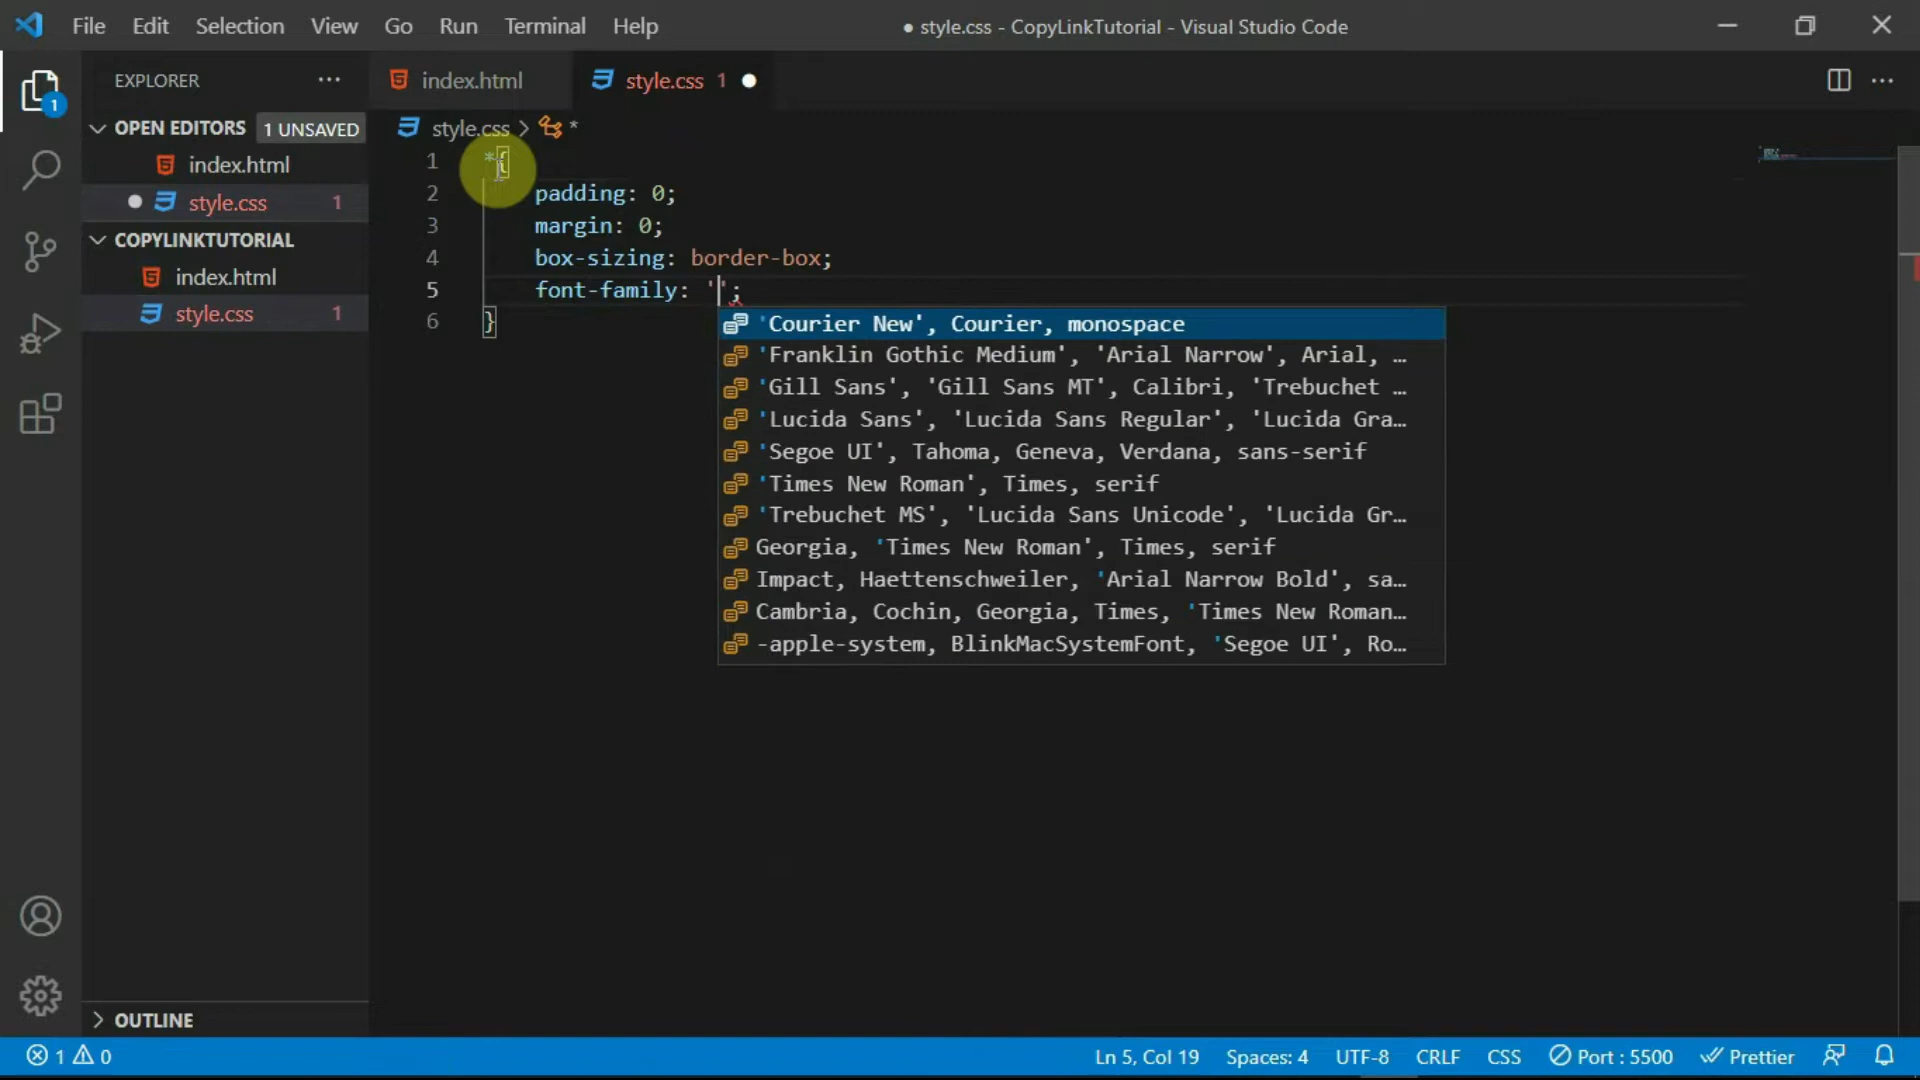 File Edit Selection View Go Run Terminal Help
● style.css - CopyLinkTutorial - Visual Studio Code
EXPLORER ···
index.html
style.css 1 ●
OPEN EDITORS 1 UNSAVED
index.html
style.css 1
COPYLINKTUTORIAL
index.html
style.css 1
OUTLINE
style.css > *
1 *{
2 padding: 0;
3 margin: 0;
4 box-sizing: border-box;
5 font-family: '';
6 }
'Courier New', Courier, monospace
'Franklin Gothic Medium', 'Arial Narrow', Arial, …
'Gill Sans', 'Gill Sans MT', Calibri, 'Trebuchet …
'Lucida Sans', 'Lucida Sans Regular', 'Lucida Gra…
'Segoe UI', Tahoma, Geneva, Verdana, sans-serif
'Times New Roman', Times, serif
'Trebuchet MS', 'Lucida Sans Unicode', 'Lucida Gr…
Georgia, 'Times New Roman', Times, serif
Impact, Haettenschweiler, 'Arial Narrow Bold', sa…
Cambria, Cochin, Georgia, Times, 'Times New Roman…
-apple-system, BlinkMacSystemFont, 'Segoe UI', Ro…
1 0 Ln 5, Col 19 Spaces: 4 UTF-8 CRLF CSS Port : 5500 Prettier
1